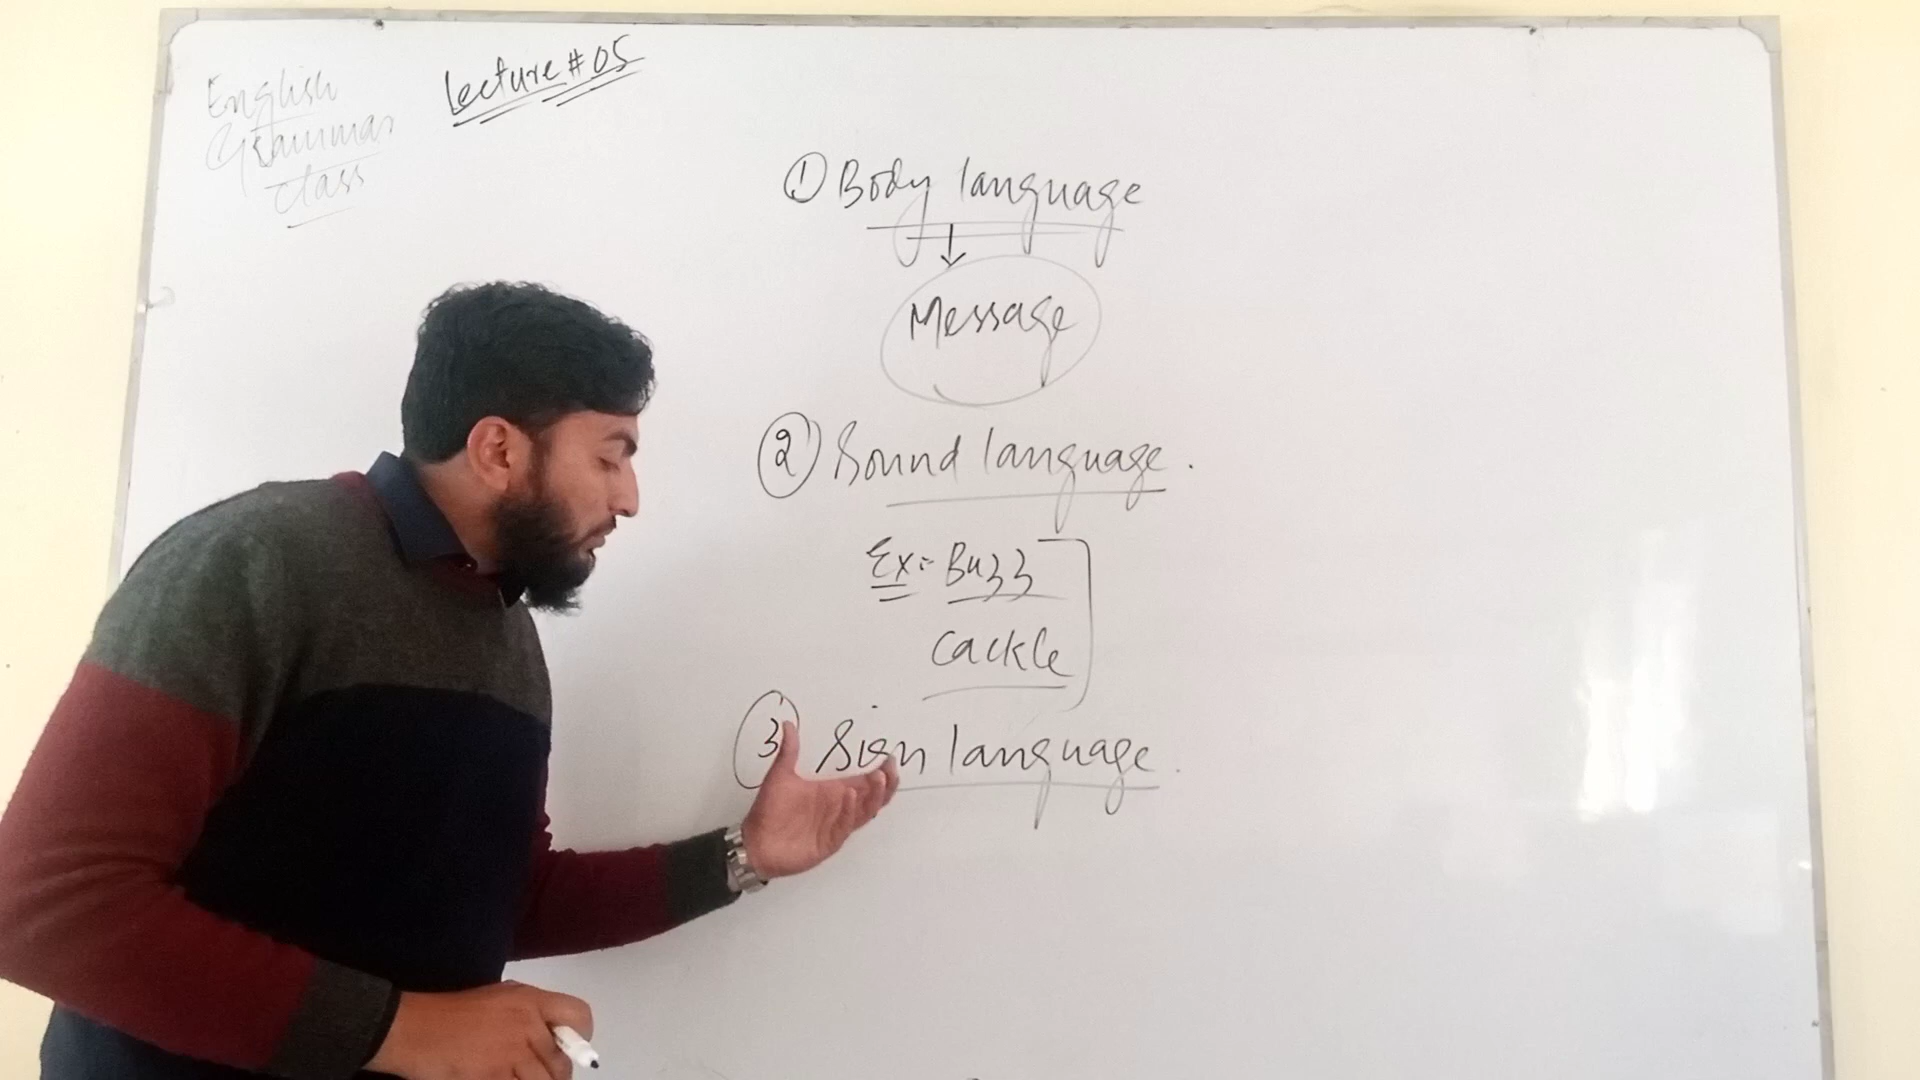 English
Grammar
class
Lecture # 05
① Body language
↓
Message
② Sound language.
Ex:- Buzz
Cackle
③ Sign language.